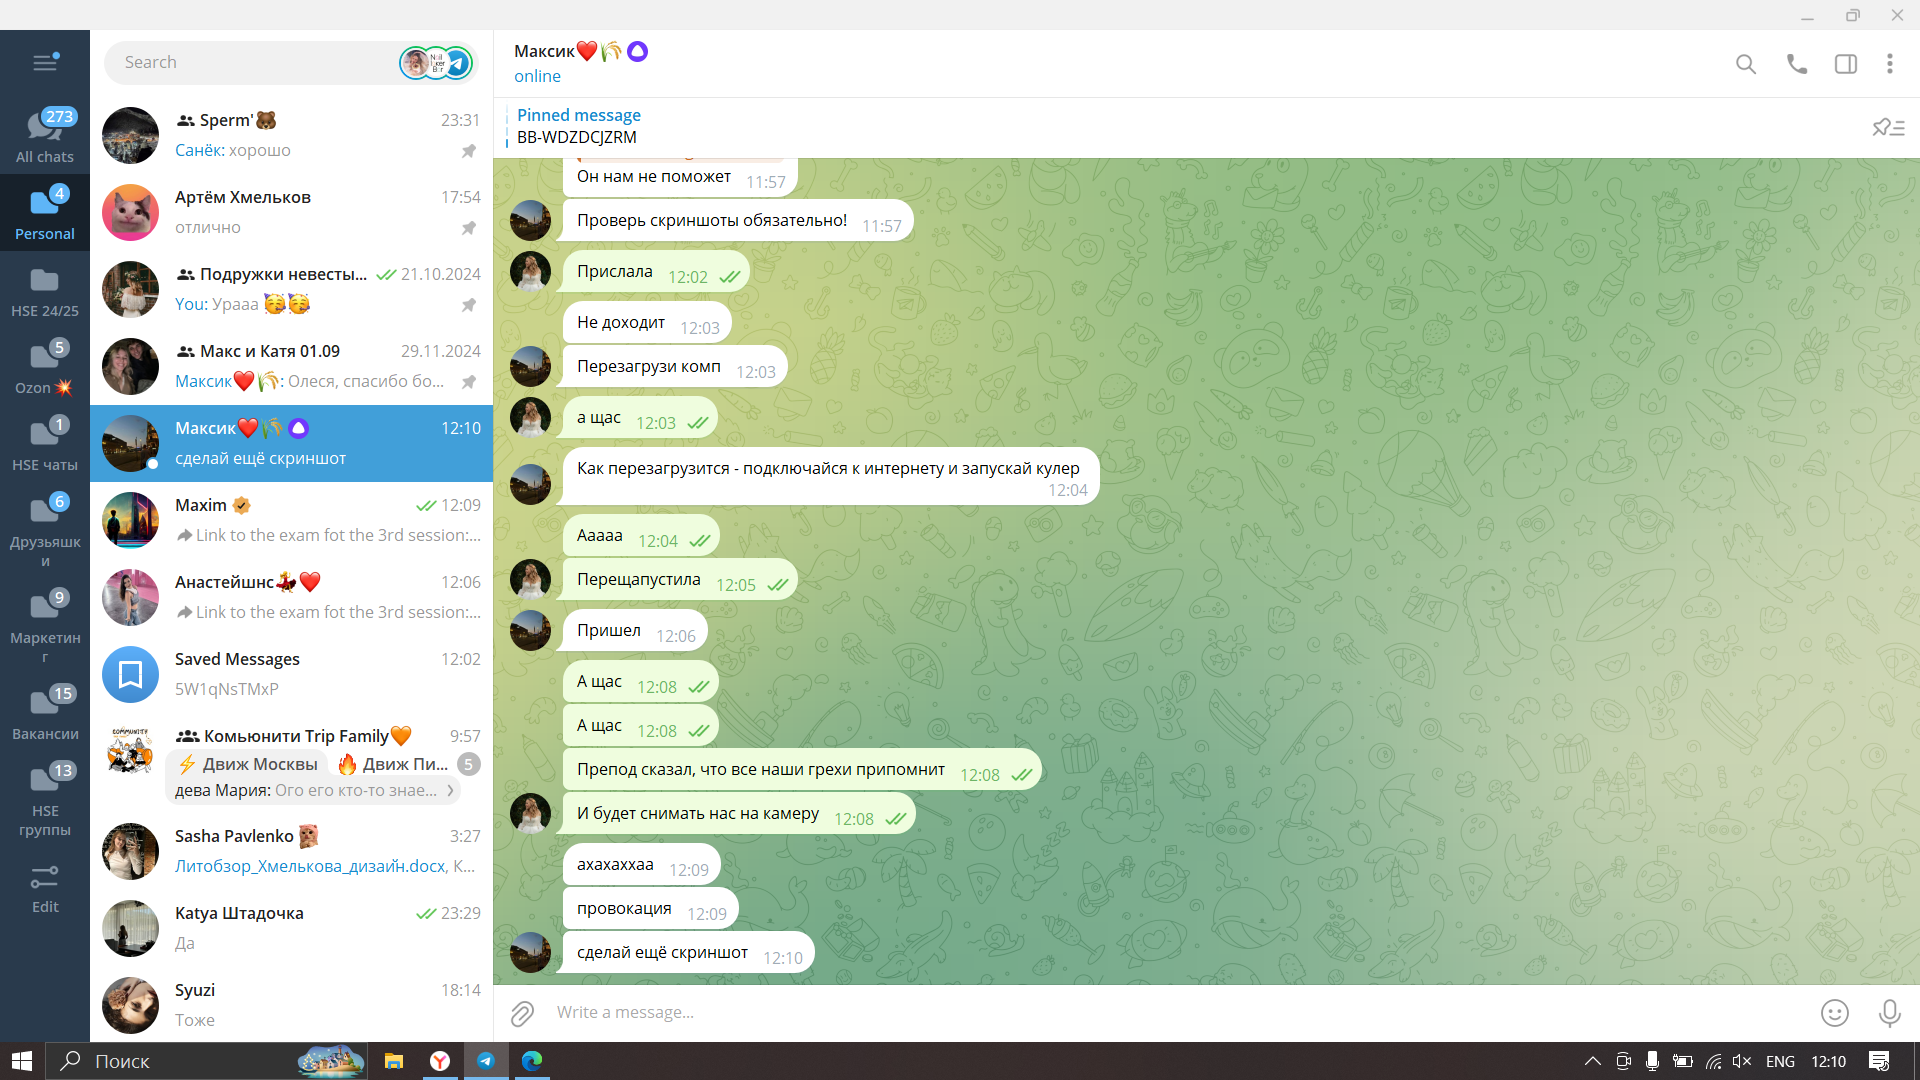 Search
273
All chats
4
Personal
HSE 24/25
5
Ozon 💥
1
HSE чаты
6
Друзьяшк
и
9
Маркетин
г
15
Вакансии
13
HSE
группы
Edit
Sperm'🐻 23:31
Санёк: хорошо
Артём Хмельков 17:54
отлично
Подружки невесты... 21.10.2024
You: Урааа 🥳🥳
Макс и Катя 01.09 29.11.2024
Максик❤️🌾: Олеся, спасибо бо...
Максик❤️🌾 12:10
сделай ещё скриншот
Maxim 12:09
Link to the exam fot the 3rd session:...
Анастейшнс💃❤️ 12:06
Link to the exam fot the 3rd session:...
Saved Messages 12:02
5W1qNsTMxP
Комьюнити Trip Family🧡 9:57
⚡ Движ Москвы 🔥 Движ Пи... 5
дева Мария: Ого его кто-то знае...
Sasha Pavlenko 3:27
Литобзор_Хмелькова_дизайн.docx, К...
Katya Штадочка 23:29
Да
Syuzi 18:14
Тоже
Максик❤️🌾
online
Pinned message
BB-WDZDCJZRM
Он нам не поможет 11:57
Проверь скриншоты обязательно! 11:57
Прислала 12:02
Не доходит 12:03
Перезагрузи комп 12:03
а щас 12:03
Как перезагрузится - подключайся к интернету и запускай кулер
12:04
Ааааа 12:04
Перещапустила 12:05
Пришел 12:06
А щас 12:08
А щас 12:08
Препод сказал, что все наши грехи припомнит 12:08
И будет снимать нас на камеру 12:08
ахахаххаа 12:09
провокация 12:09
сделай ещё скриншот 12:10
Write a message...
Поиск
ENG 12:10